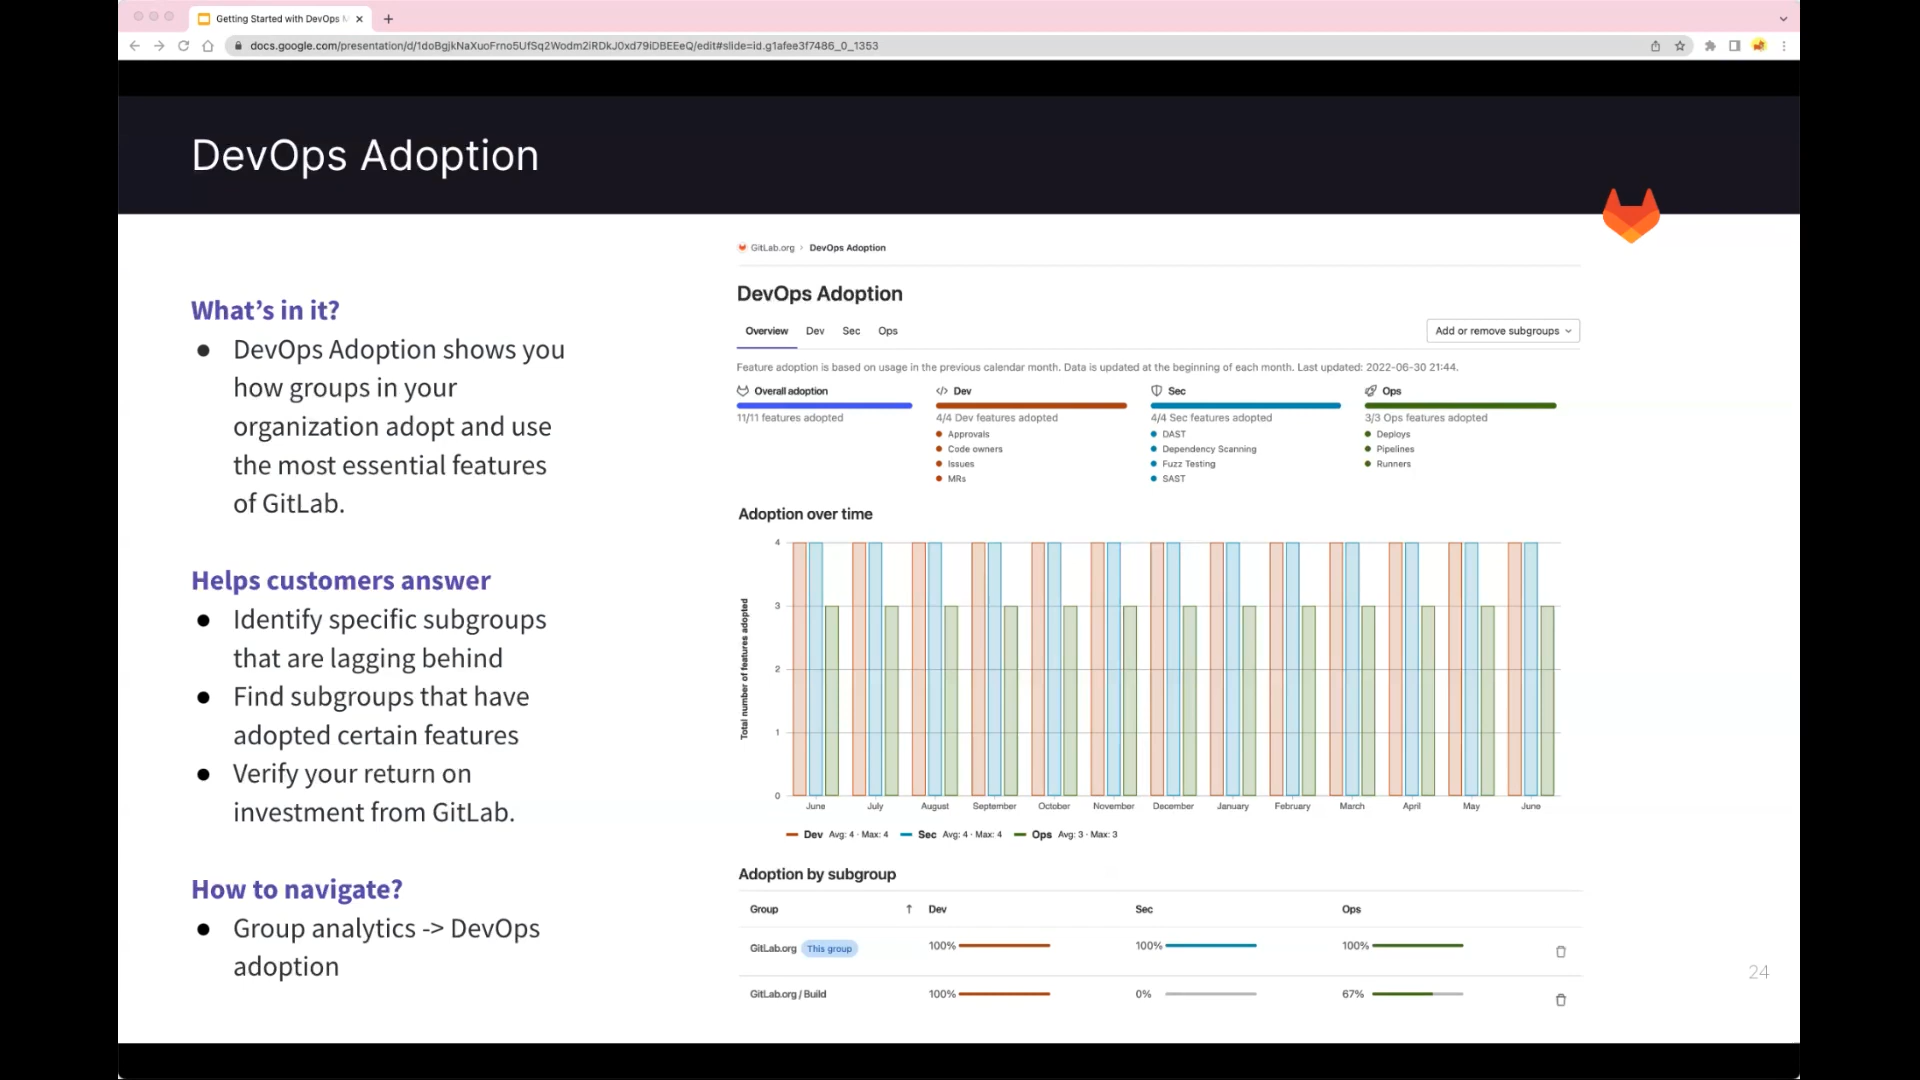 Getting Started with DevOps M
docs.google.com/presentation/d/1doBgjkNaXuoFrno5UfSq2Wodm2iRDkJ0xd79iDBEEeQ/edit#slide=id.g1afee3f7486_0_1353
DevOps Adoption
What's in it?
● DevOps Adoption shows you
how groups in your
organization adopt and use
the most essential features
of GitLab.
Helps customers answer
● Identify specific subgroups
that are lagging behind
● Find subgroups that have
adopted certain features
● Verify your return on
investment from GitLab.
How to navigate?
● Group analytics -> DevOps
adoption
GitLab.org › DevOps Adoption
DevOps Adoption
Overview Dev Sec Ops Add or remove subgroups
Feature adoption is based on usage in the previous calendar month. Data is updated at the beginning of each month. Last updated: 2022-06-30 21:44.
Overall adoption
11/11 features adopted
</> Dev
4/4 Dev features adopted
Approvals
Code owners
Issues
MRs
Sec
4/4 Sec features adopted
DAST
Dependency Scanning
Fuzz Testing
SAST
Ops
3/3 Ops features adopted
Deploys
Pipelines
Runners
Adoption over time
Total number of features adopted
4
3
2
1
0
June July August September October November December January February March April May June
Dev Avg: 4 · Max: 4 Sec Avg: 4 · Max: 4 Ops Avg: 3 · Max: 3
Adoption by subgroup
Group ↑ Dev Sec Ops
GitLab.org This group 100% 100% 100%
GitLab.org / Build 100% 0% 67%
24